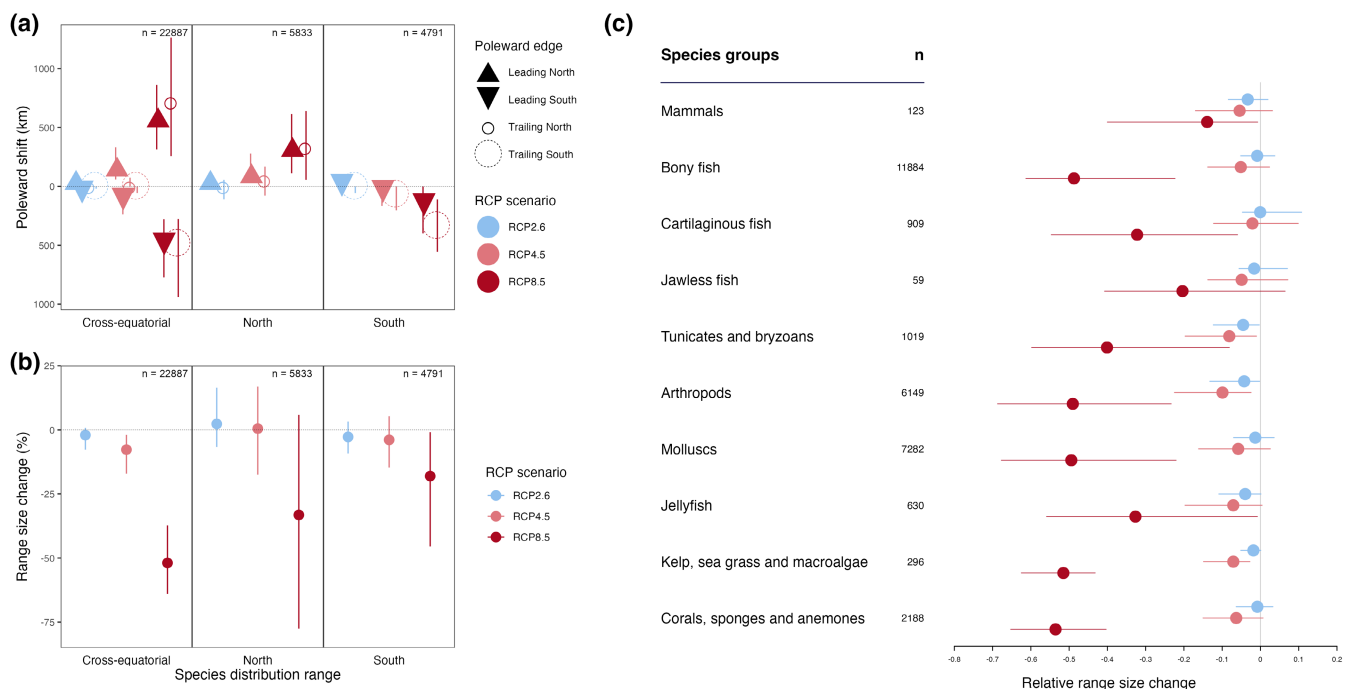 (a)
n = 22887
n = 5833
n = 4791
Poleward shift (km)
1000
500
0
500
1000
Cross-equatorial
North
South
Poleward edge
Leading North
Leading South
Trailing North
Trailing South
RCP scenario
RCP2.6
RCP4.5
RCP8.5
(b)
n = 22887
n = 5833
n = 4791
Range size change (%)
25
0
-25
-50
-75
Cross-equatorial
North
South
Species distribution range
RCP scenario
RCP2.6
RCP4.5
RCP8.5
(c)
Species groups n
Mammals 123
Bony fish 11884
Cartilaginous fish 909
Jawless fish 59
Tunicates and bryzoans 1019
Arthropods 6149
Molluscs 7282
Jellyfish 630
Kelp, sea grass and macroalgae 296
Corals, sponges and anemones 2188
-0.8 -0.7 -0.6 -0.5 -0.4 -0.3 -0.2 -0.1 0 0.1 0.2
Relative range size change